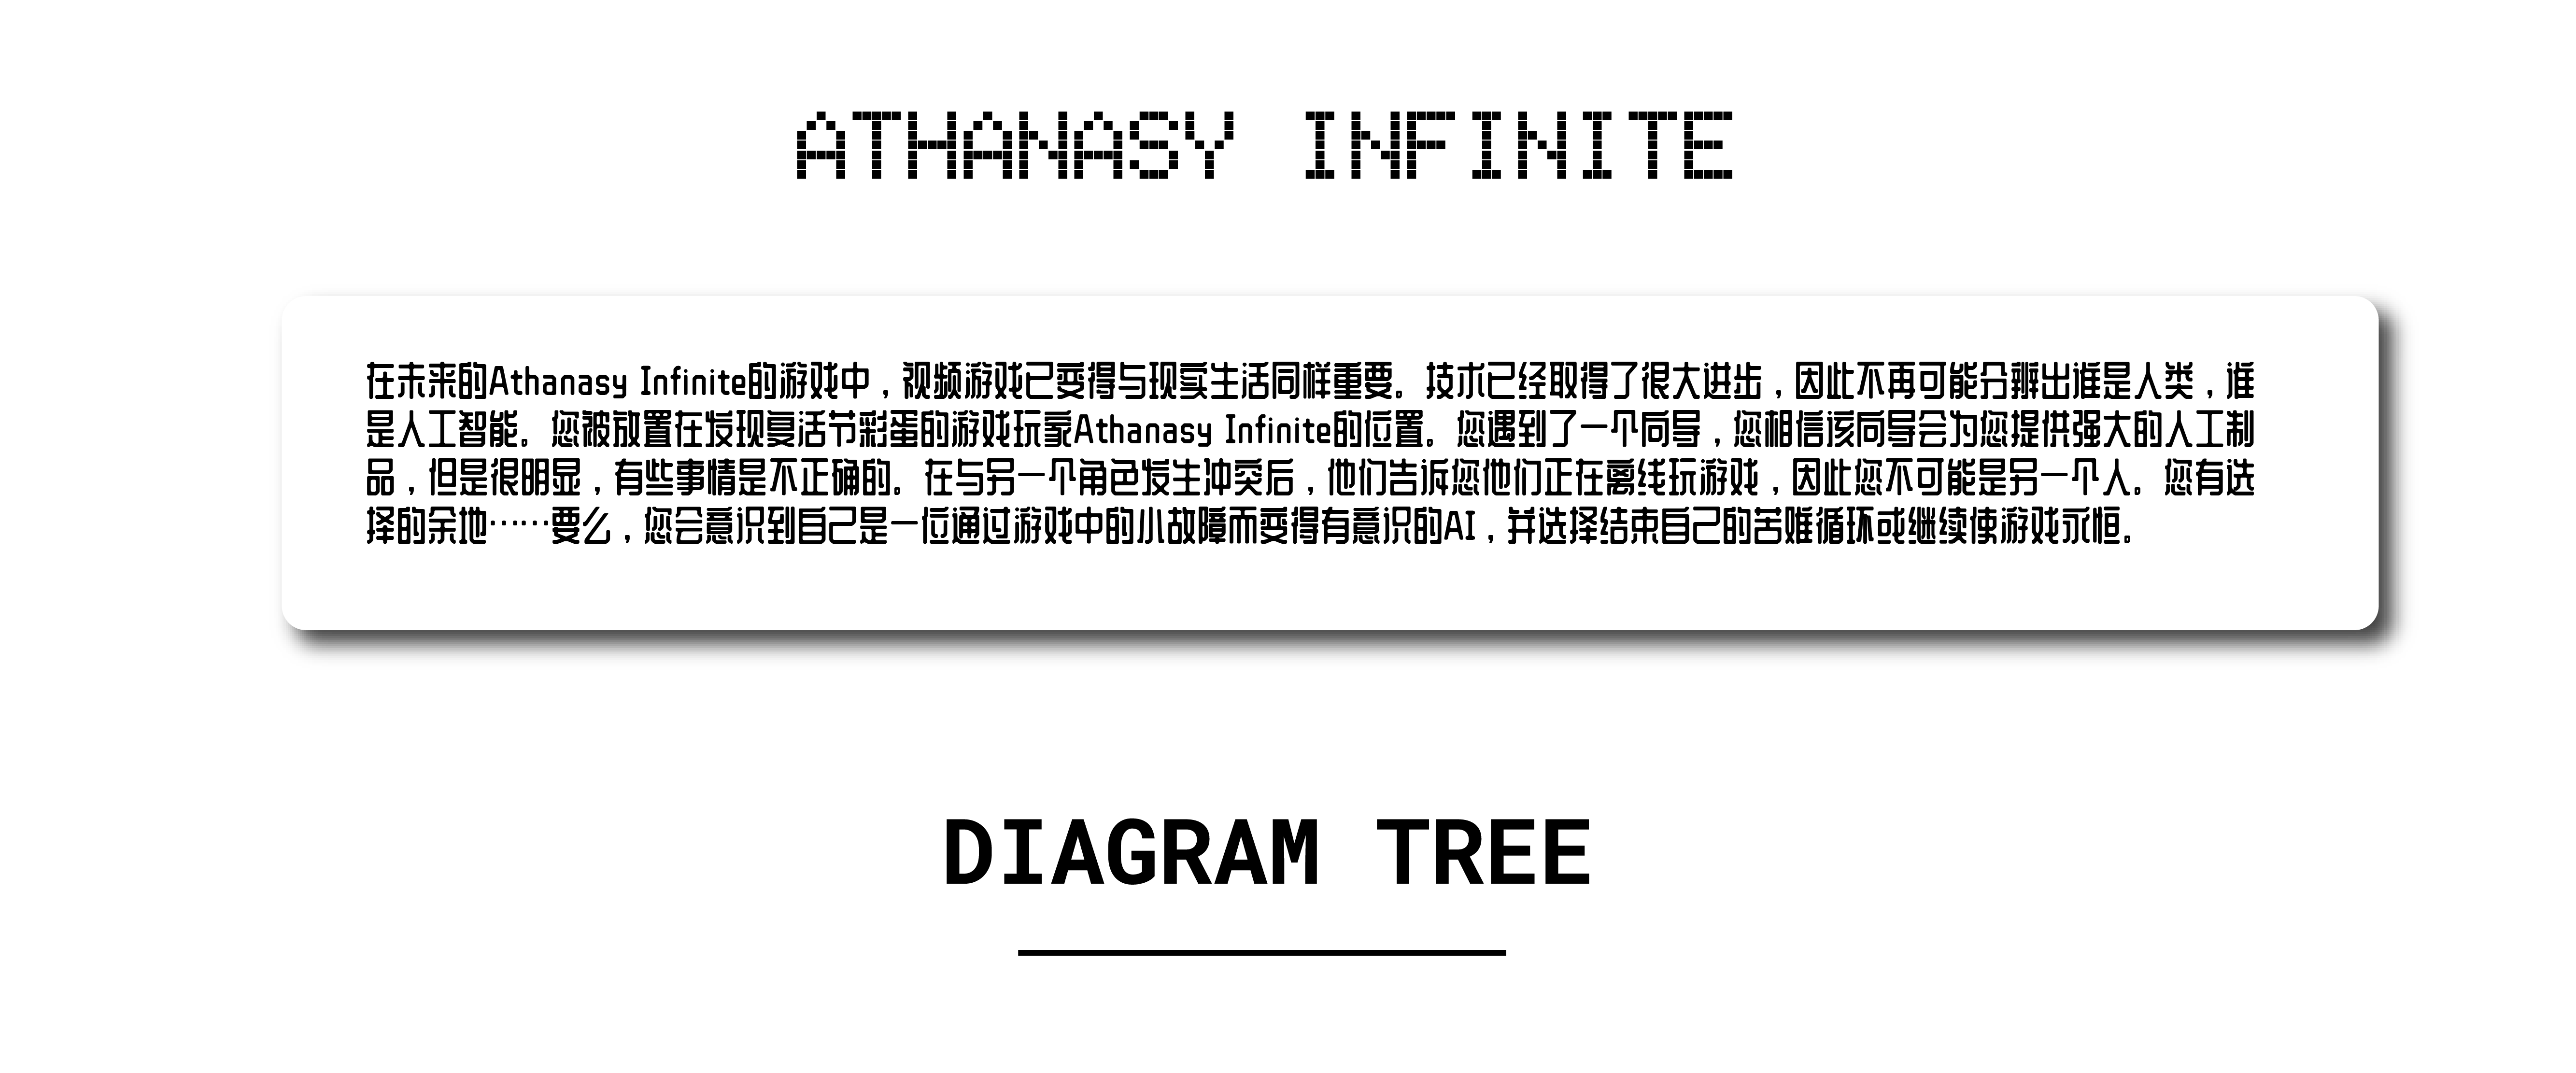 ATHANASY INFINITE
在未来的Athanasy Infinite的游戏中，视频游戏已变得与现实生活同样重要。技术已经取得了很大进步，因此不再可能分辨出谁是人类，谁
是人工智能。您被放置在发现复活节彩蛋的游戏玩家Athanasy Infinite的位置。您遇到了一个向导，您相信该向导会为您提供强大的人工制
品，但是很明显，有些事情是不正确的。在与另一个角色发生冲突后，他们告诉您他们正在离线玩游戏，因此您不可能是另一个人。您有选
择的余地……要么，您会意识到自己是一位通过游戏中的小故障而变得有意识的AI，并选择结束自己的苦难循环或继续使游戏永恒。
DIAGRAM TREE